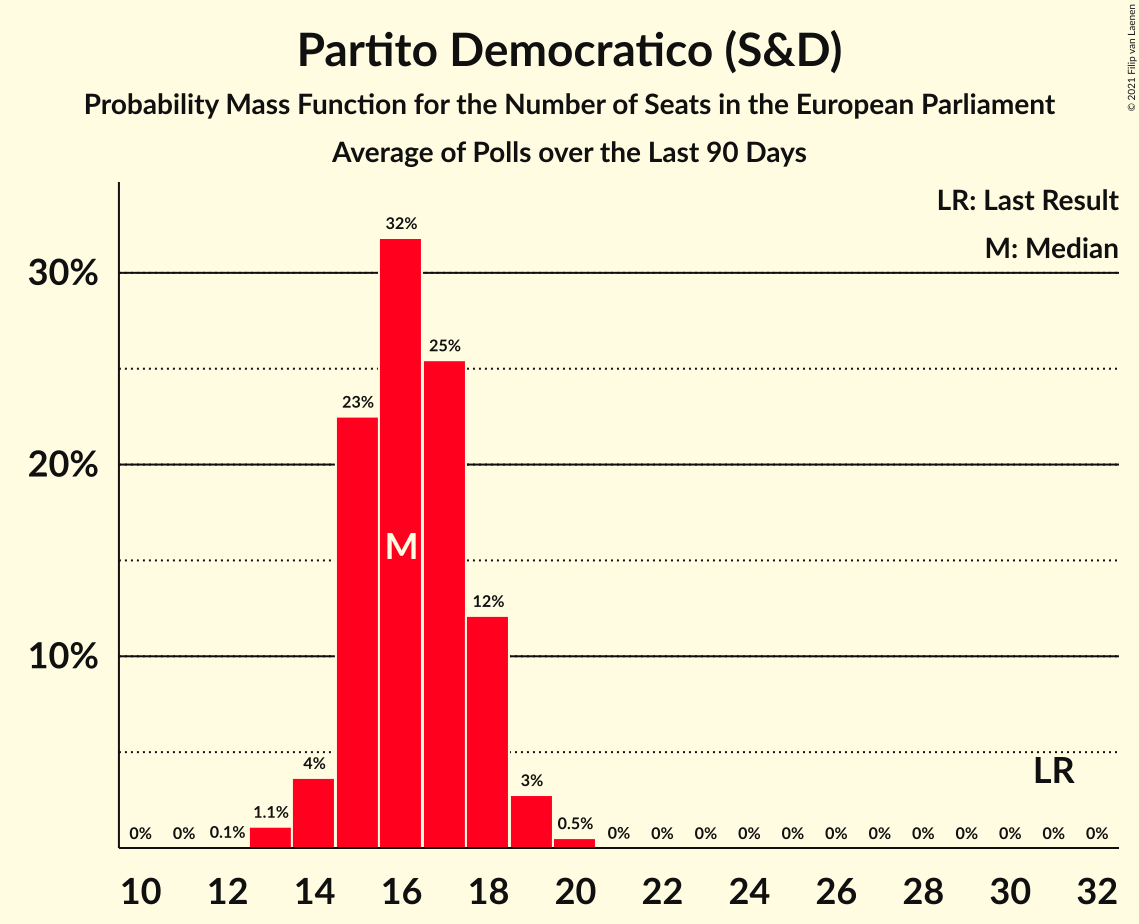 Partito Democratico (S&D)
Probability Mass Function for the Number of Seats in the European Parliament
Average of Polls over the Last 90 Days
© 2021 Filip van Laenen
LR: Last Result
M: Median
30%
20%
10%
0% 0% 0.1% 1.1% 4% 23% 32% 25% 12% 3% 0.5% 0% 0% 0% 0% 0% 0% 0% 0% 0% 0% 0% 0%
M
LR
10 12 14 16 18 20 22 24 26 28 30 32